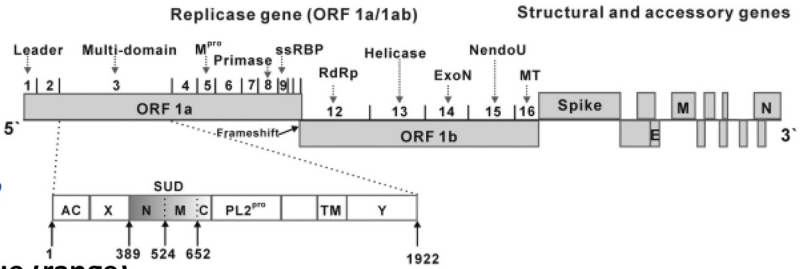 Replicase gene (ORF 1a/1ab) Structural and accessory genes
Leader Multi-domain Mpro Primase ssRBP RdRp Helicase ExoN NendoU MT
1 2 3 4 5 6 7 8 9 12 13 14 15 16
ORF 1a Spike M N
5` Frameshift ORF 1b E 3`
SUD
AC X N M C PL2pro TM Y
1 389 524 652 1922